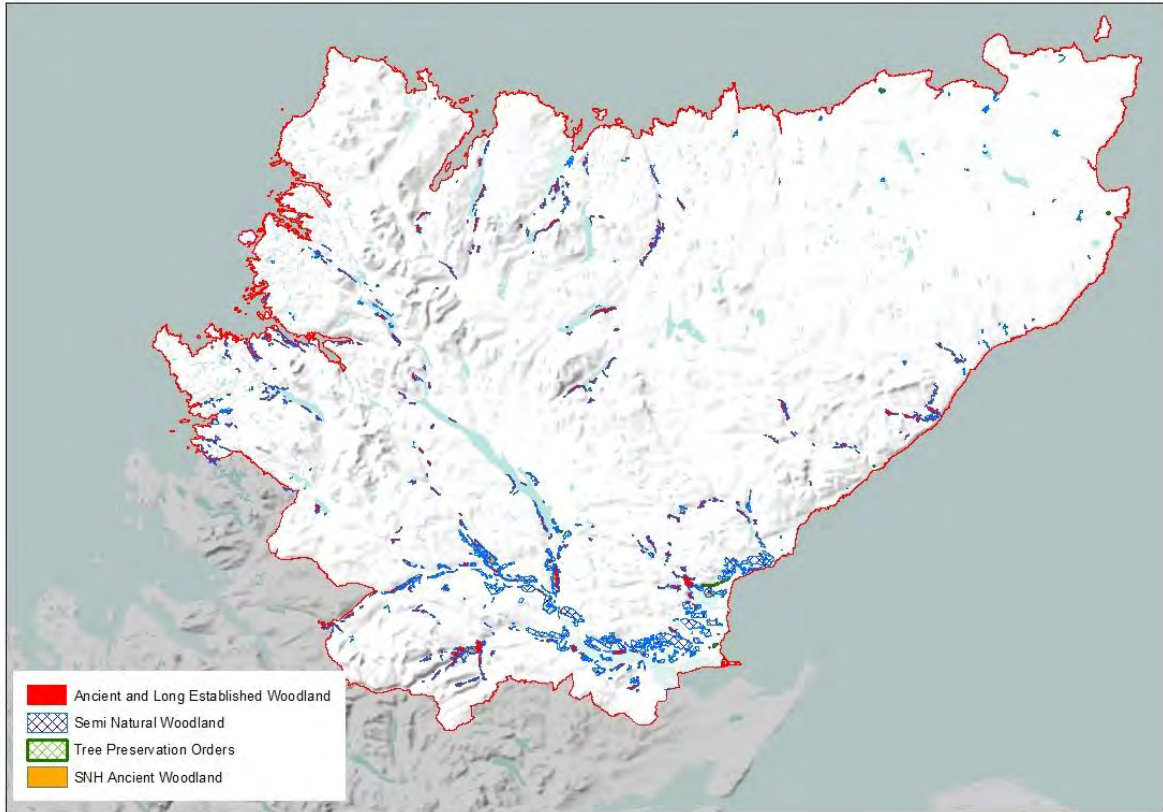 Ancient and Long Established Woodland
Semi Natural Woodland
Tree Preservation Orders
SNH Ancient Woodland